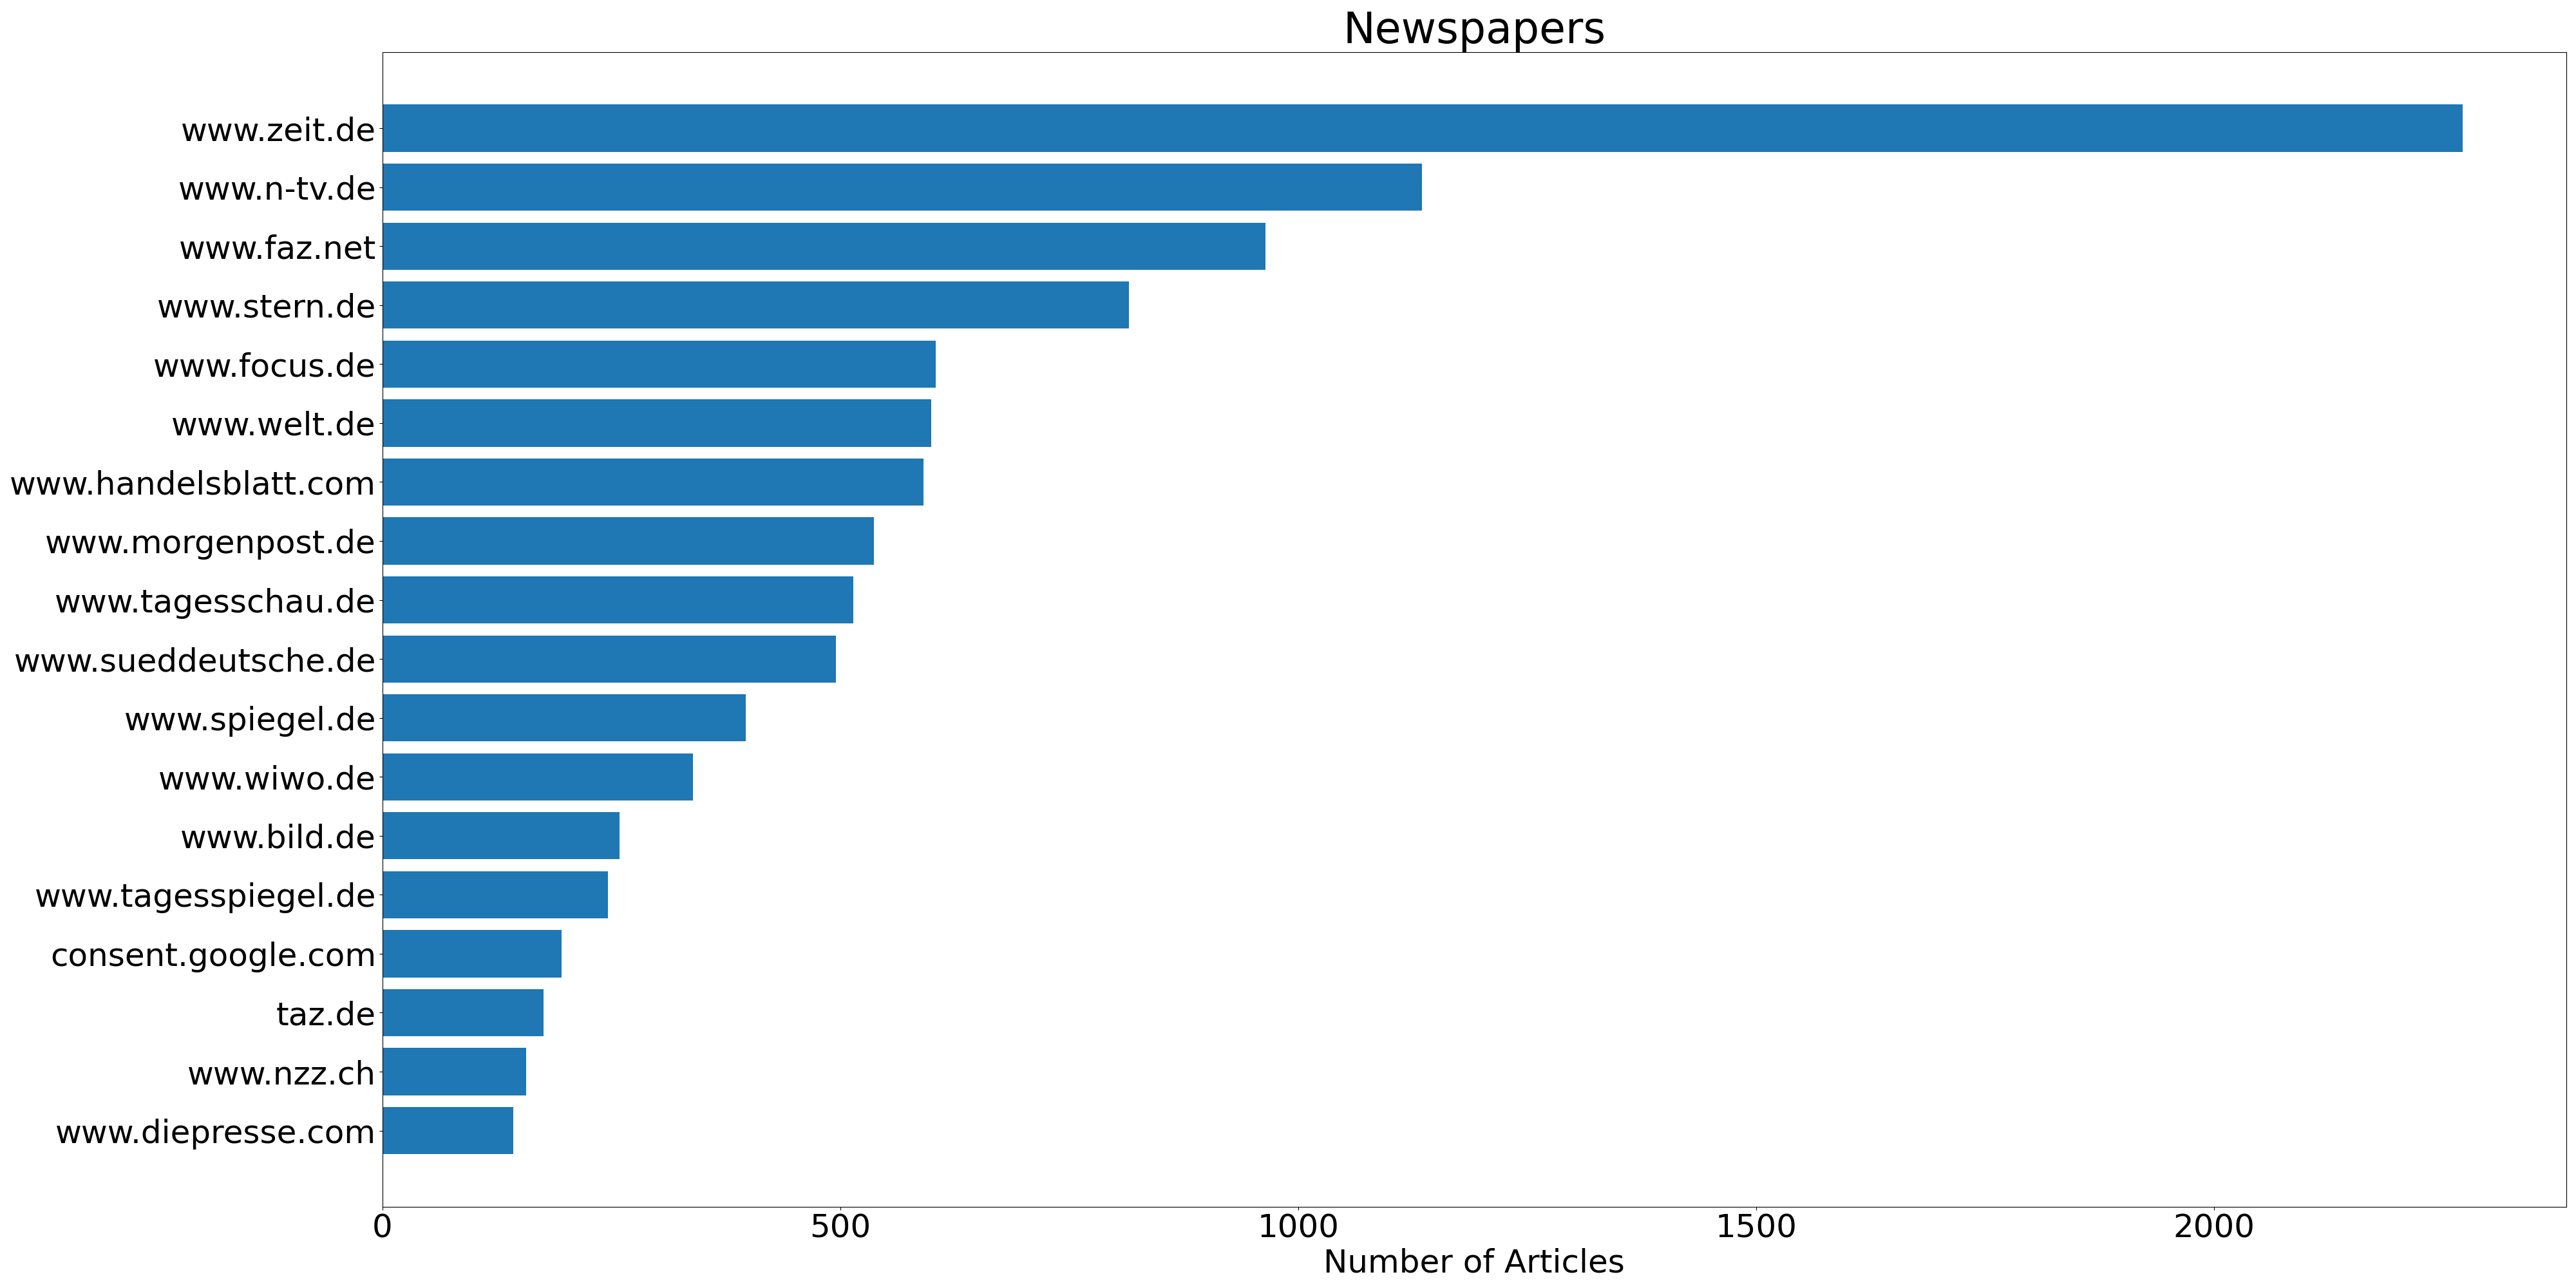 Newspapers
www.zeit.de
www.n-tv.de
www.faz.net
www.stern.de
www.focus.de
www.welt.de
www.handelsblatt.com
www.morgenpost.de
www.tagesschau.de
www.sueddeutsche.de
www.spiegel.de
www.wiwo.de
www.bild.de
www.tagesspiegel.de
consent.google.com
taz.de
www.nzz.ch
www.diepresse.com
0 500 1000 1500 2000
Number of Articles